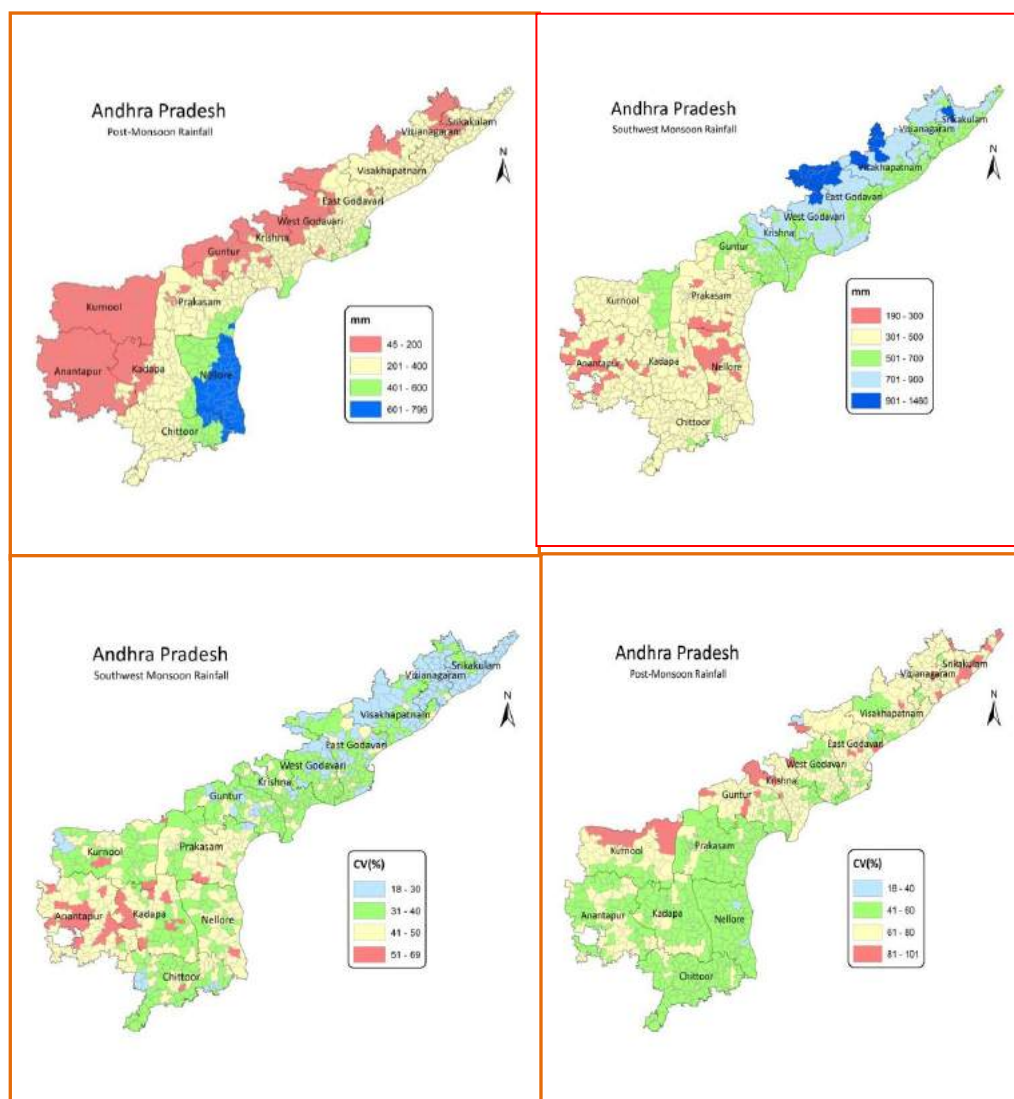 Andhra Pradesh
Post-Monsoon Rainfall
N
Srikakulam
Vizianagaram
Visakhapatnam
East Godavari
West Godavari
Krishna
Guntur
Prakasam
Kurnool
Anantapur
Kadapa
Nellore
Chittoor
mm
45 - 200
201 - 400
401 - 600
601 - 796
Andhra Pradesh
Southwest Monsoon Rainfall
N
Srikakulam
Vizianagaram
Visakhapatnam
East Godavari
West Godavari
Krishna
Guntur
Prakasam
Kurnool
Anantapur
Kadapa
Nellore
Chittoor
mm
190 - 300
301 - 500
501 - 700
701 - 900
901 - 1460
Andhra Pradesh
Southwest Monsoon Rainfall
N
Srikakulam
Vizianagaram
Visakhapatnam
East Godavari
West Godavari
Krishna
Guntur
Prakasam
Kurnool
Anantapur
Kadapa
Nellore
Chittoor
CV(%)
18 - 30
31 - 40
41 - 50
51 - 69
Andhra Pradesh
Post-Monsoon Rainfall
N
Srikakulam
Vizianagaram
Visakhapatnam
East Godavari
West Godavari
Krishna
Guntur
Prakasam
Kurnool
Anantapur
Kadapa
Nellore
Chittoor
CV(%)
18 - 40
41 - 60
61 - 80
81 - 101